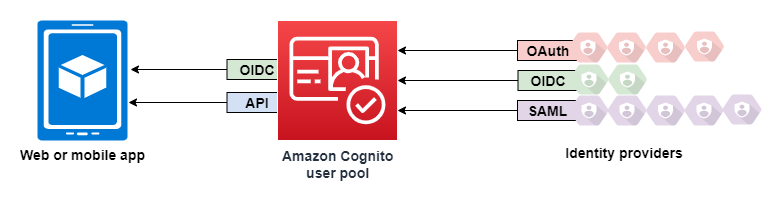 OAuth
OIDC
OIDC
API
SAML
Web or mobile app
Amazon Cognito
user pool
Identity providers